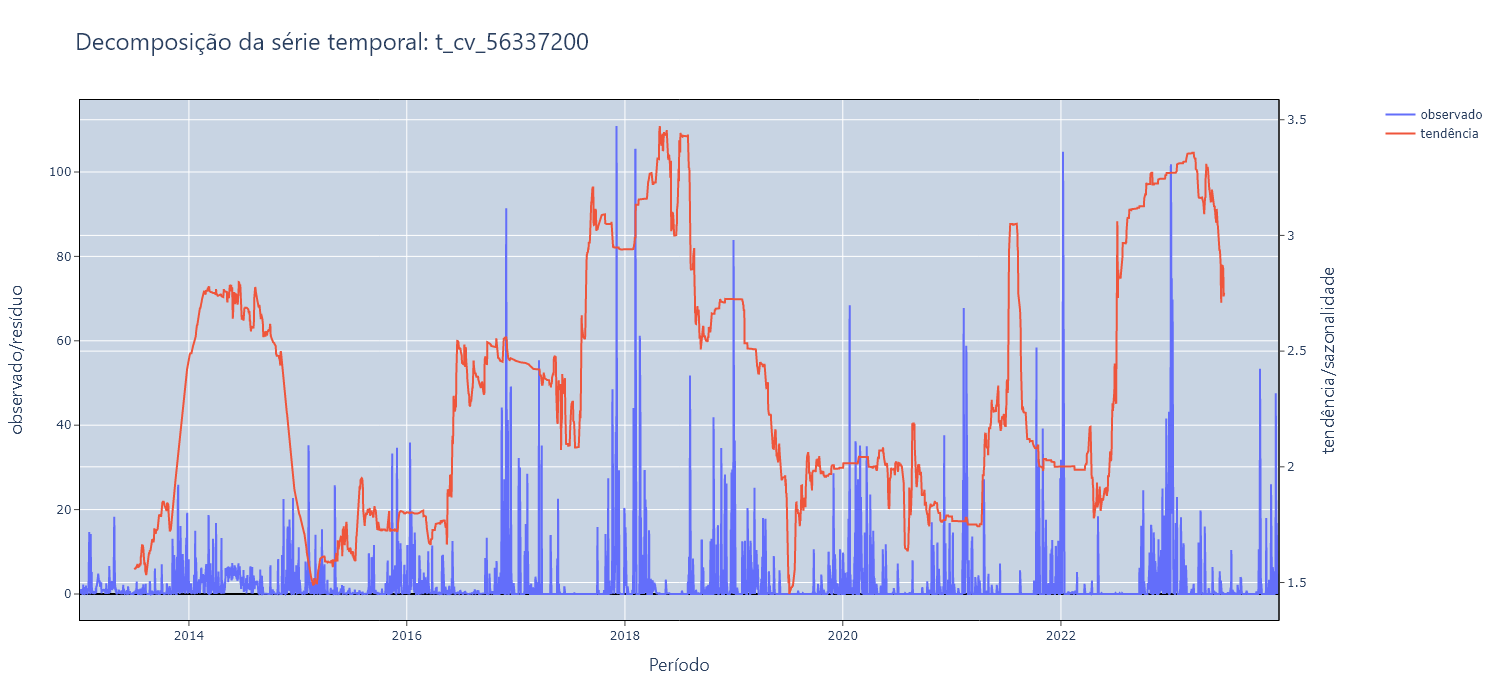 Decomposição da série temporal: t_cv_56337200
observado
tendência
observado/resíduo
100
80
60
40
20
0
3.5
3
2.5
2
1.5
tendência/sazonalidade
2014
2016
2018
2020
2022
Período